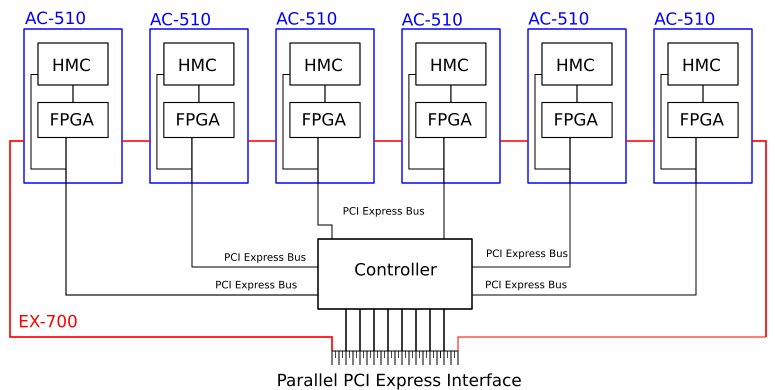 AC-510
AC-510
AC-510
AC-510
AC-510
AC-510
HMC
HMC
HMC
HMC
HMC
HMC
FPGA
FPGA
FPGA
FPGA
FPGA
FPGA
PCI Express Bus
PCI Express Bus
PCI Express Bus
Controller
PCI Express Bus
PCI Express Bus
EX-700
Parallel PCI Express Interface